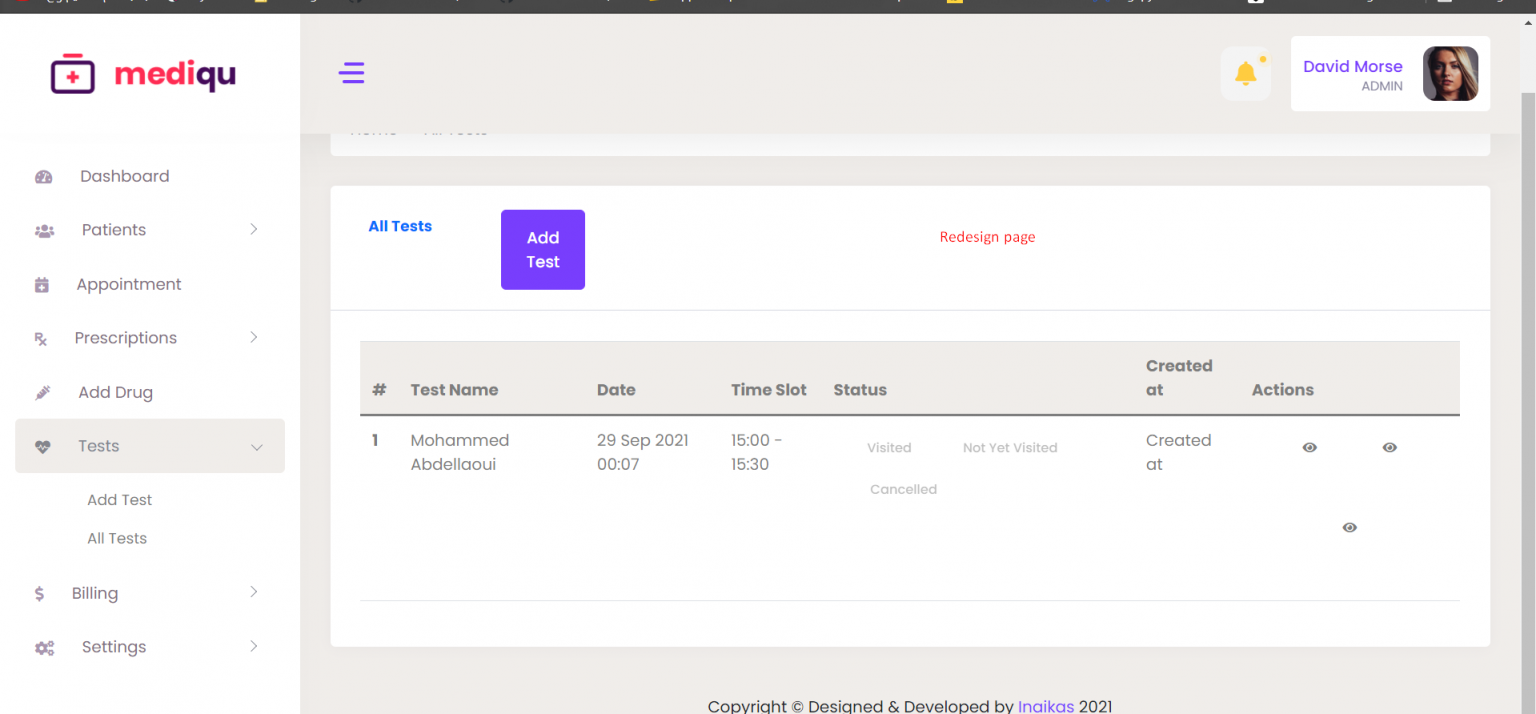 mediqu
David Morse
ADMIN
Dashboard
Patients
Appointment
Prescriptions
Add Drug
Tests
Add Test
All Tests
Billing
Settings
All Tests
Add
Test
Redesign page
# Test Name Date Time Slot Status Created at Actions
1 Mohammed Abdellaoui 29 Sep 2021 00:07 15:00 - 15:30 Visited Not Yet Visited Cancelled Created at
Copyright © Designed & Developed by Inaikas 2021